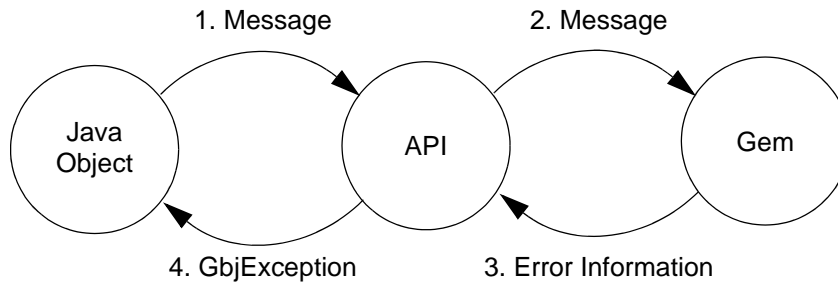 1. Message
2. Message
Java
Object
API
Gem
4. GbjException
3. Error Information